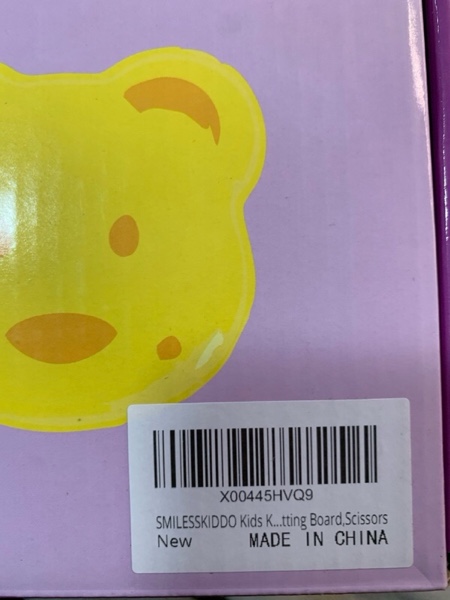 X00445HVQ9
SMILESSKIDDO Kids K...tting Board,Scissors
New MADE IN CHINA